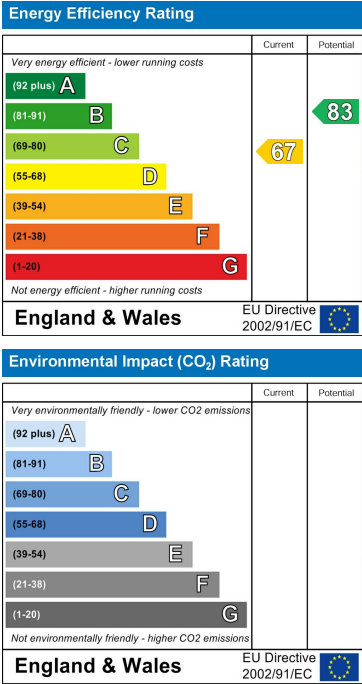 Energy Efficiency Rating
Current Potential
Very energy efficient - lower running costs
(92 plus) A
(81-91) B
83
(69-80) C
67
(55-68) D
(39-54) E
(21-38) F
(1-20) G
Not energy efficient - higher running costs
England & Wales
EU Directive
2002/91/EC
Environmental Impact (CO₂) Rating
Current Potential
Very environmentally friendly - lower CO2 emissions
(92 plus) A
(81-91) B
(69-80) C
(55-68) D
(39-54) E
(21-38) F
(1-20) G
Not environmentally friendly - higher CO2 emissions
England & Wales
EU Directive
2002/91/EC